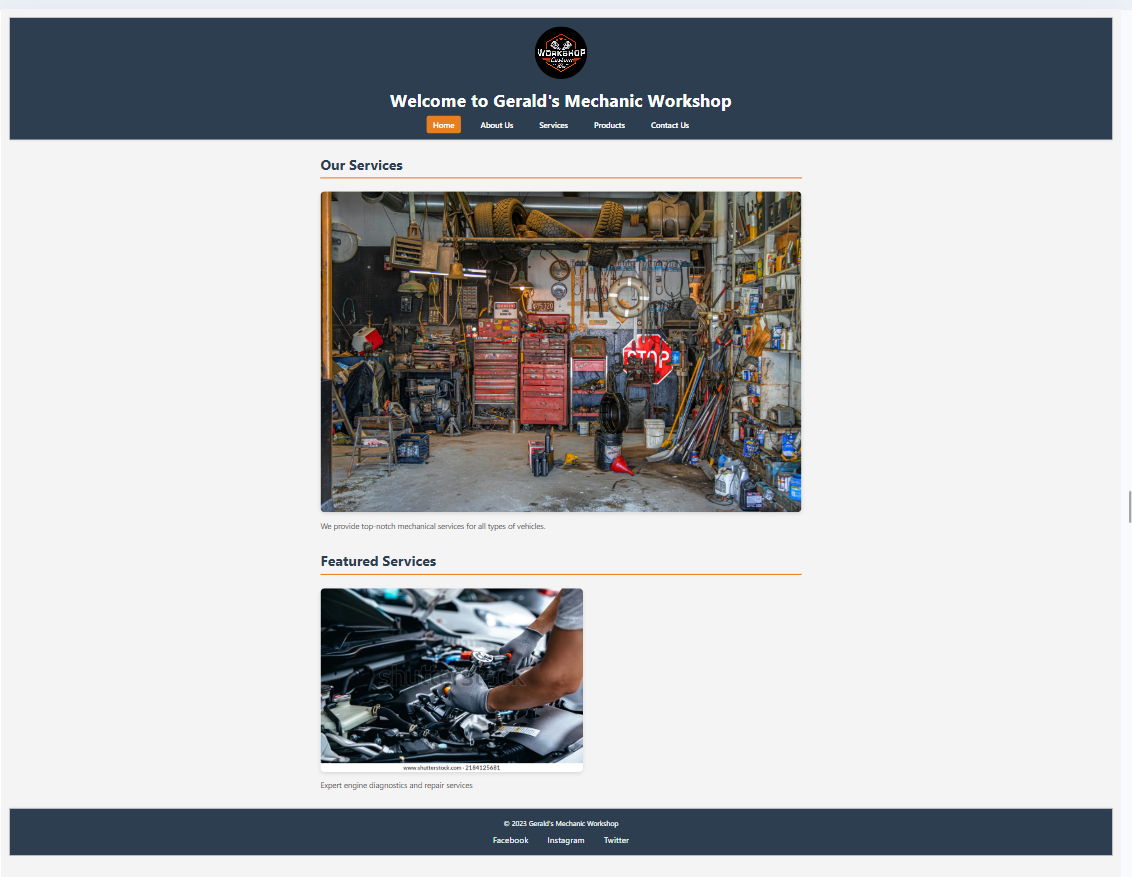 WORKSHOP
Custom
Welcome to Gerald's Mechanic Workshop
Home About Us Services Products Contact Us
Our Services
STOP
We provide top-notch mechanical services for all types of vehicles.
Featured Services
shutterstock
www.shutterstock.com · 2184125681
Expert engine diagnostics and repair services
© 2023 Gerald's Mechanic Workshop
Facebook Instagram Twitter